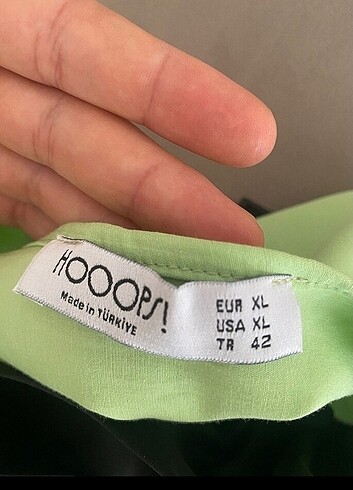 HOOOPS!
Made in TÜRKİYE
EUR XL
USA XL
TR 42